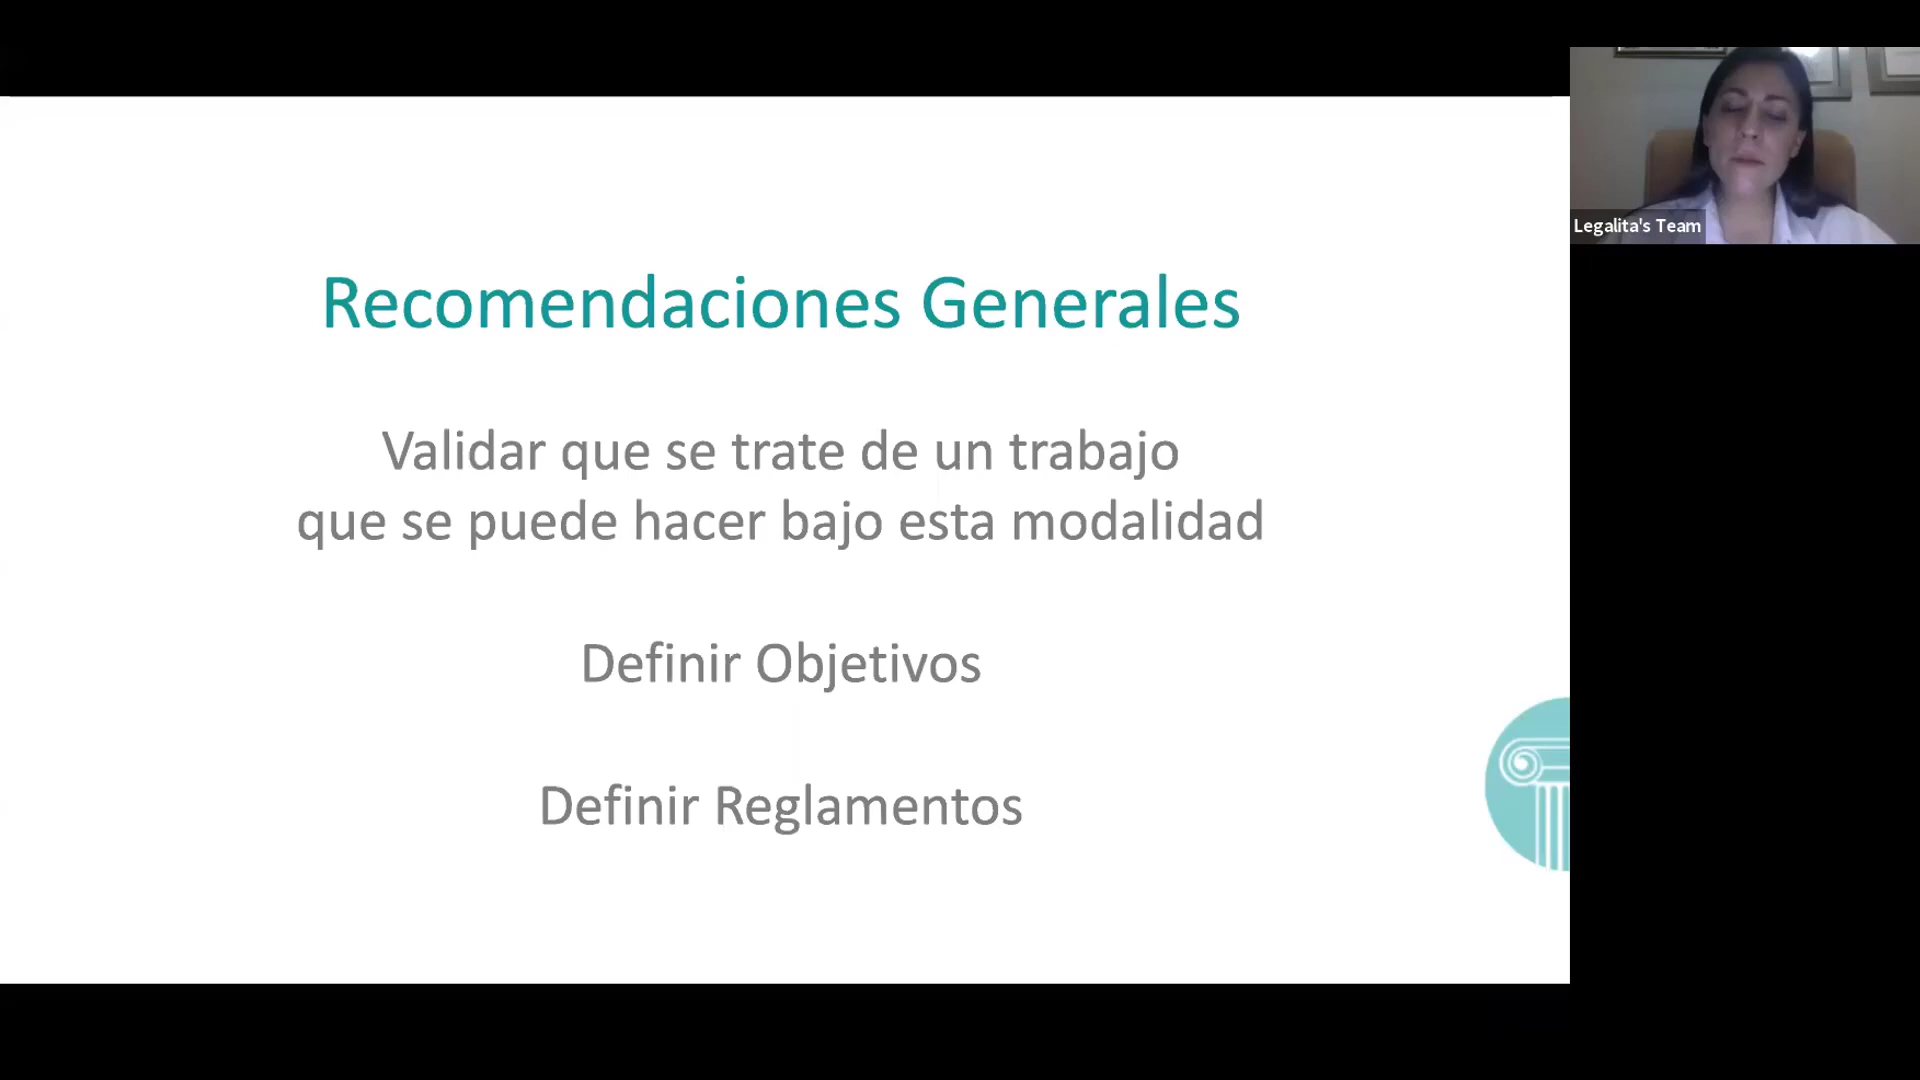 Recomendaciones Generales
Validar que se trate de un trabajo
que se puede hacer bajo esta modalidad
Definir Objetivos
Definir Reglamentos
Legalita's Team